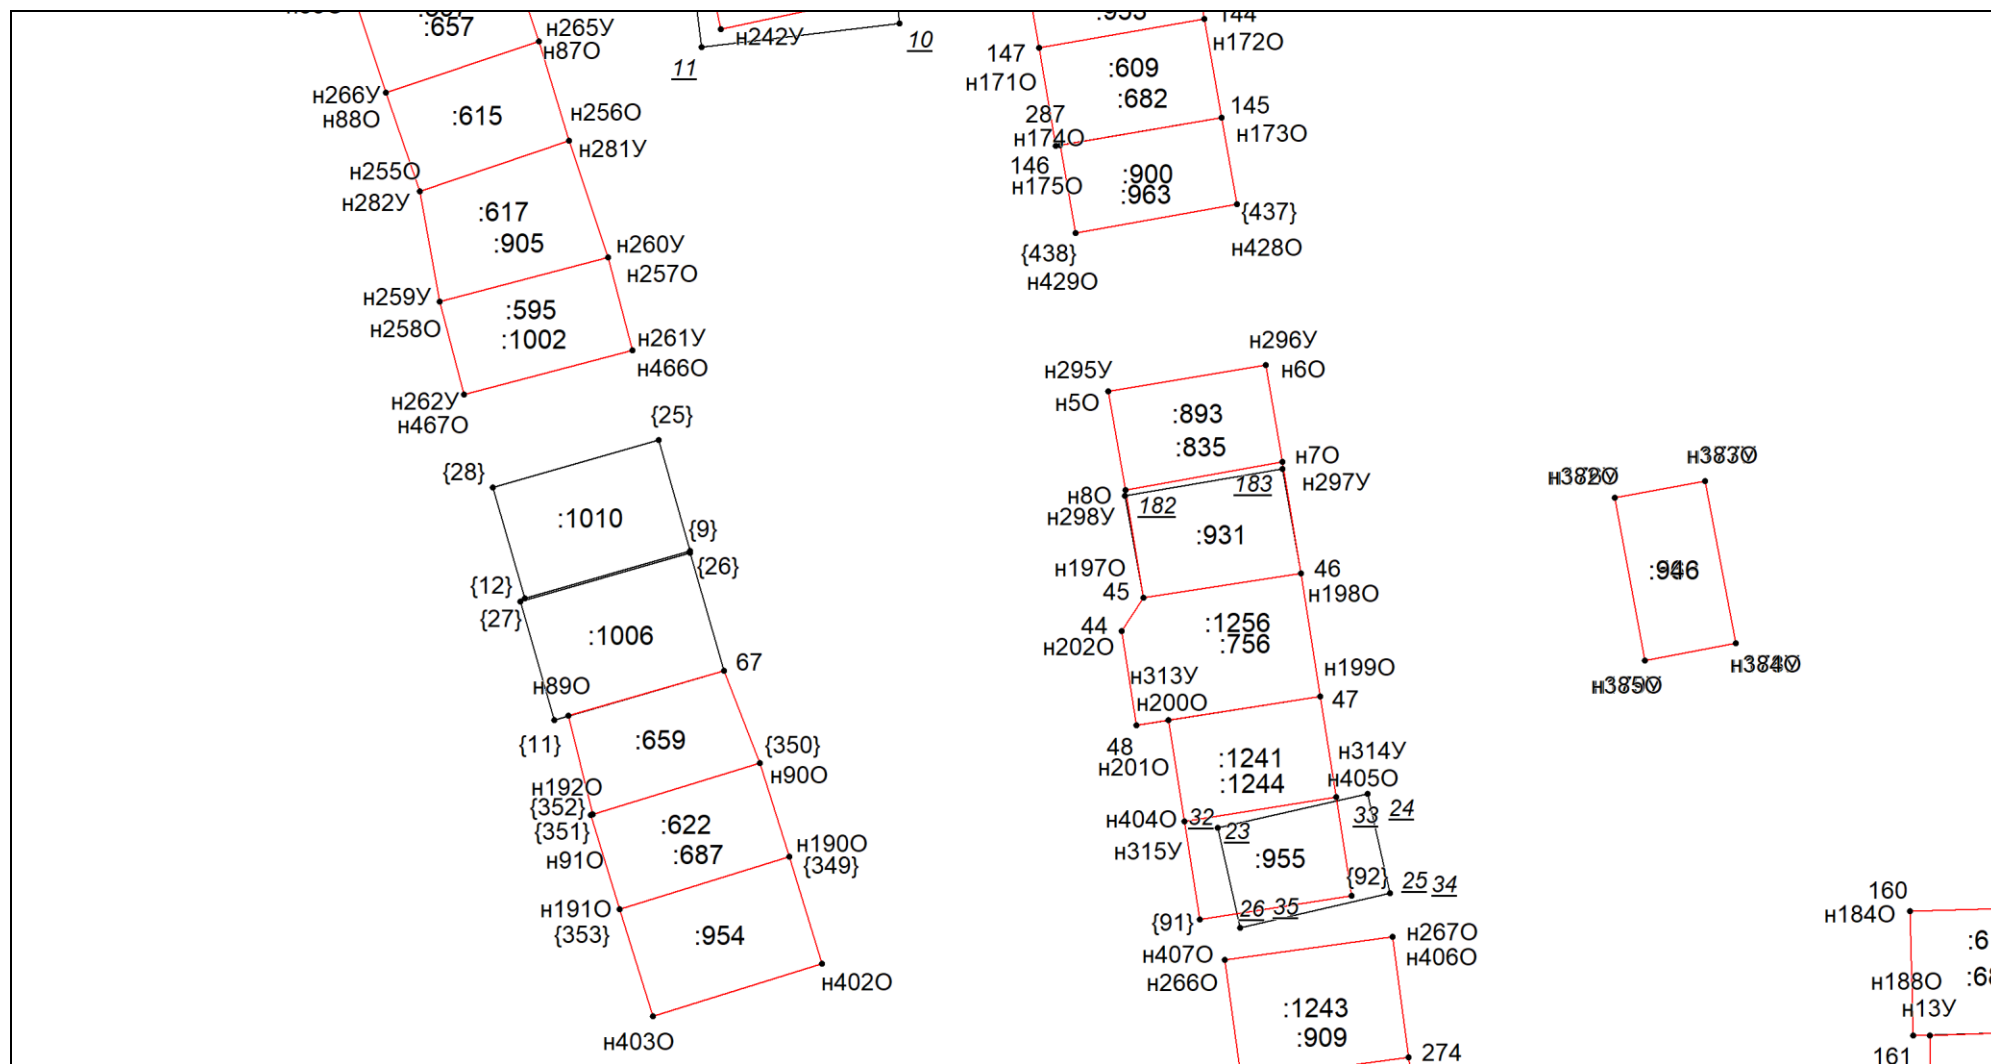 :657
н265У
н87О
н266У
н88О
:615
н256О
н281У
н255О
н282У
:617
:905
н260У
н257О
н259У
н258О
:595
:1002
н261У
н466О
н262У
н467О
{25}
{28}
:1010
{9}
{26}
{12}
{27}
:1006
67
н89О
{11}
:659
{350}
н90О
н192О
{352}
{351}
н91О
:622
:687
н190О
{349}
н191О
{353}
:954
н402О
н403О
н242У
11
10
144
н172О
147
н171О
:609
:682
287
н174О
145
н173О
146
н175О
:900
:963
{437}
н428О
{438}
н429О
н296У
н295У
н6О
н5О
:893
:835
н7О
н297У
183
н8О
182
н298У
:931
н197О
45
46
н198О
44
н202О
:1256
:756
н313У
н200О
н199О
47
48
н201О
:1241
:1244
н314У
н405О
н404О
32
23
33
24
н315У
:955
{92}
25 34
26 35
{91}
н407О
н266О
н267О
н406О
:1243
:909
274
:946
160
н184О
н188О
н13У
161